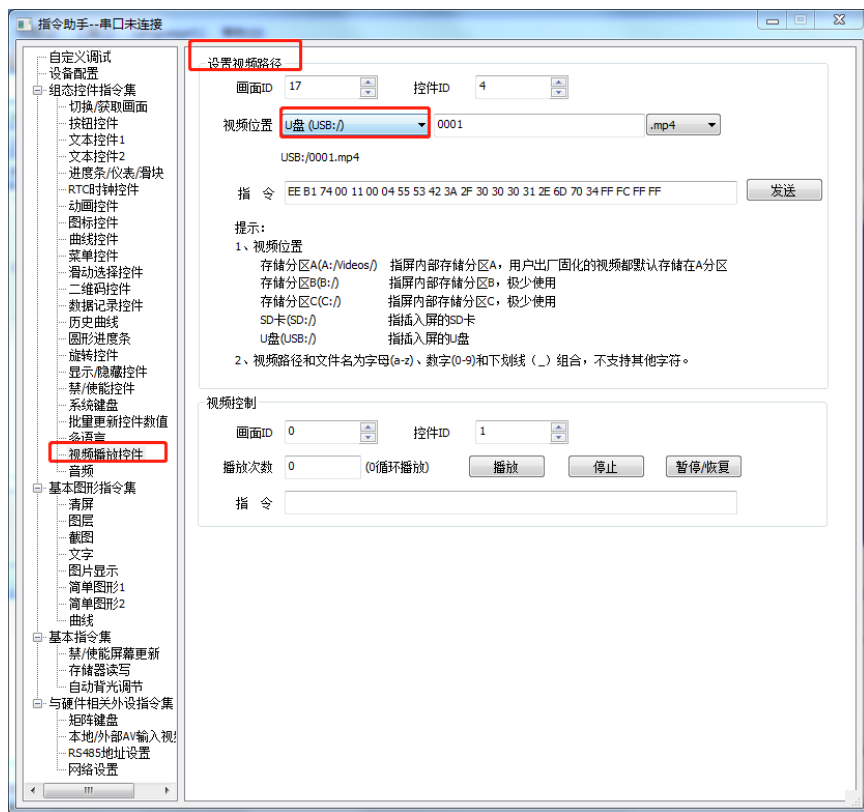 指令助手--串口未连接
自定义调试
设备配置
组态控件指令集
切换/获取画面
按钮控件
文本控件1
文本控件2
进度条/仪表/滑块
RTC时钟控件
动画控件
图标控件
曲线控件
菜单控件
滑动选择控件
二维码控件
数据记录控件
历史曲线
圆形进度条
旋转控件
显示/隐藏控件
禁/使能控件
系统键盘
批量更新控件数值
多语言
视频播放控件
音频
基本图形指令集
清屏
图层
截图
文字
图片显示
简单图形1
简单图形2
曲线
基本指令集
禁/使能屏幕更新
存储器读写
自动背光调节
与硬件相关外设指令集
矩阵键盘
本地/外部AV输入视
RS485地址设置
网络设置
设置视频路径
画面ID 17 控件ID 4
视频位置 U盘 (USB:/) 0001 .mp4
USB:/0001.mp4
指 令 EE B1 74 00 11 00 04 55 53 42 3A 2F 30 30 30 31 2E 6D 70 34 FF FC FF FF 发送
提示:
1、视频位置
存储分区A(A:/Videos/) 指屏内部存储分区A，用户出厂固化的视频都默认存储在A分区
存储分区B(B:/) 指屏内部存储分区B，极少使用
存储分区C(C:/) 指屏内部存储分区C，极少使用
SD卡(SD:/) 指插入屏的SD卡
U盘(USB:/) 指插入屏的U盘
2、视频路径和文件名为字母(a-z)、数字(0-9)和下划线（_）组合，不支持其他字符。
视频控制
画面ID 0 控件ID 1
播放次数 0 (0循环播放) 播放 停止 暂停/恢复
指 令